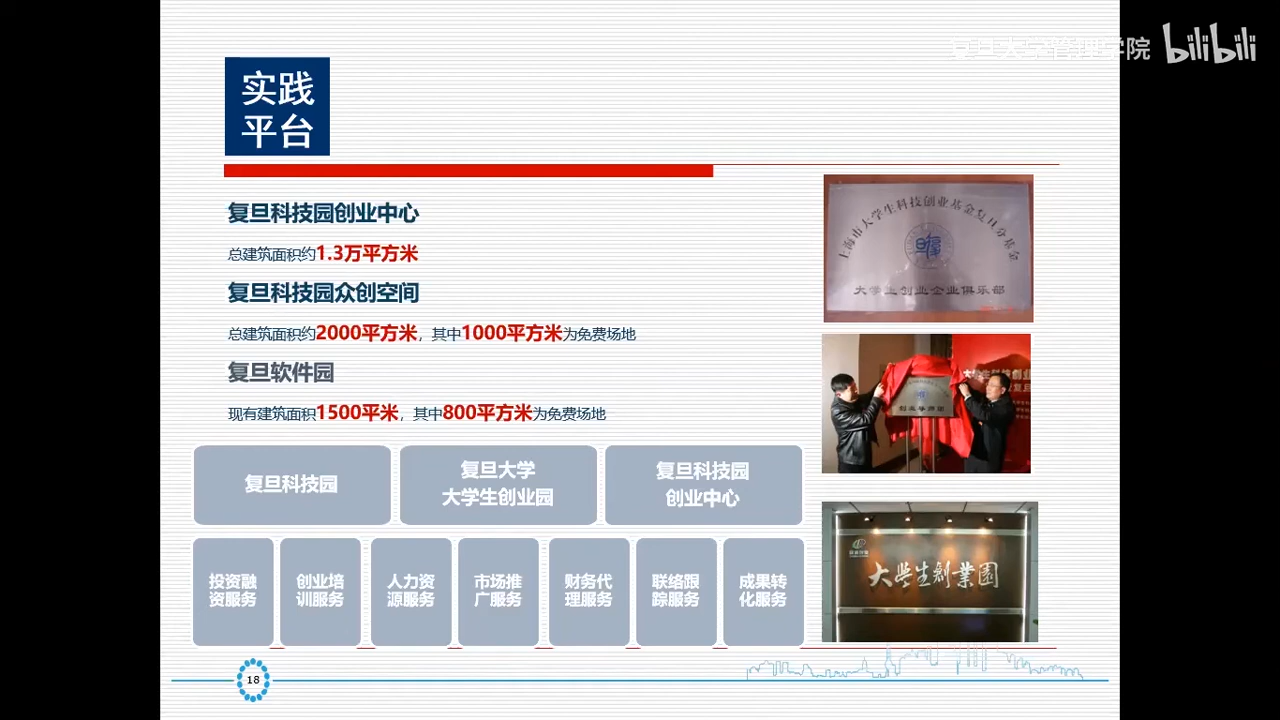 复旦大学管理学院 bilibili
实践
平台
复旦科技园创业中心
总建筑面积约1.3万平方米
复旦科技园众创空间
总建筑面积约2000平方米，其中1000平方米为免费场地
复旦软件园
现有建筑面积1500平米，其中800平方米为免费场地
上海市大学生科技创业基金复旦分基金
大学生创业企业俱乐部
大学生科技创业
大学生創業園
复旦科技园
复旦大学
大学生创业园
复旦科技园
创业中心
投资融
资服务
创业培
训服务
人力资
源服务
市场推
广服务
财务代
理服务
联络跟
踪服务
成果转
化服务
18